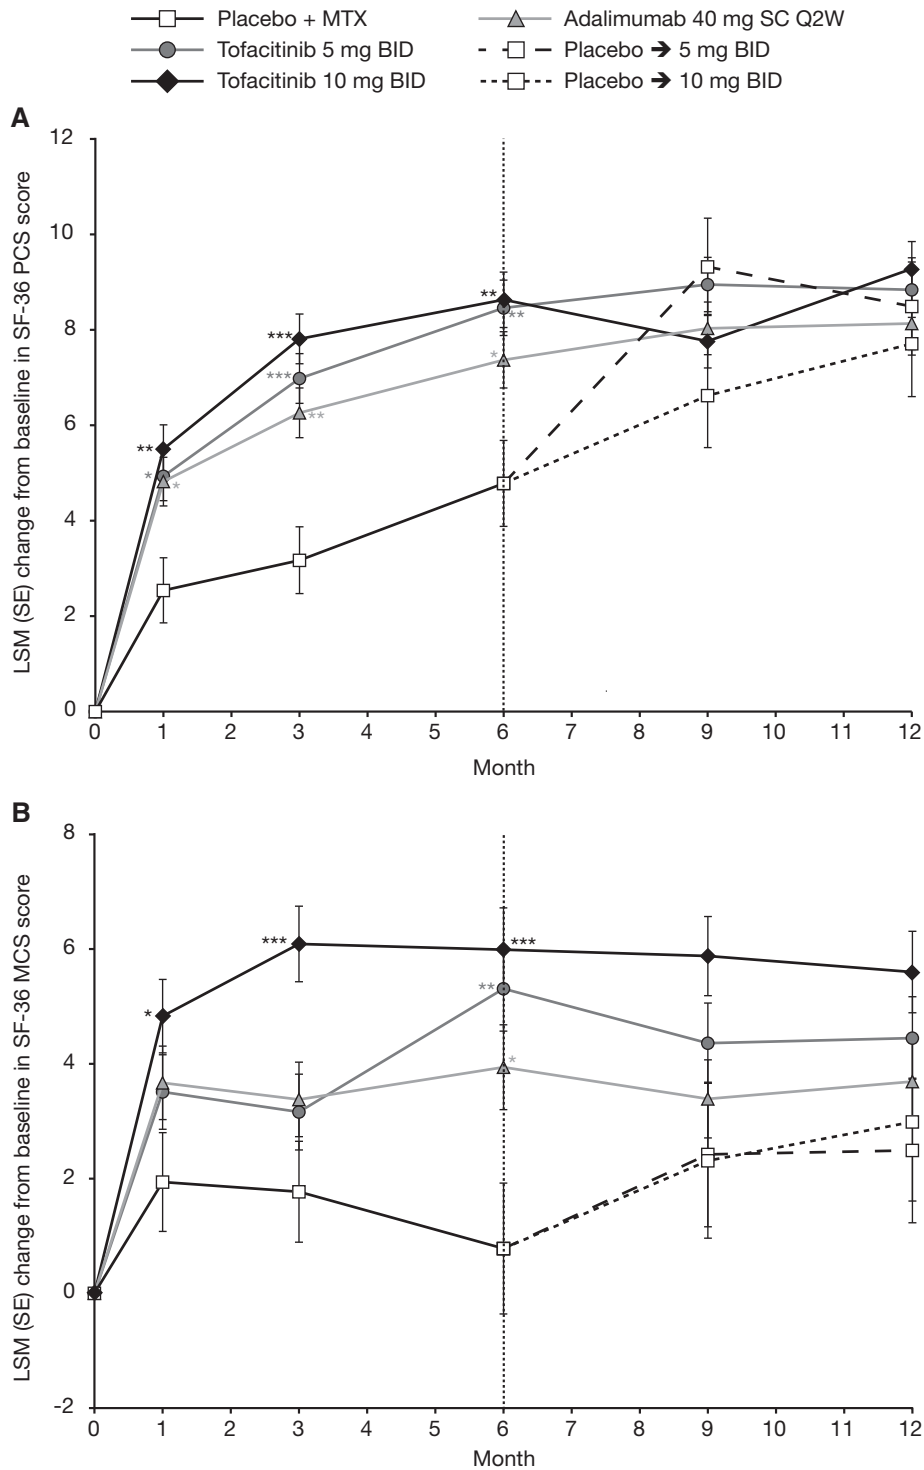 Placebo + MTX
Tofacitinib 5 mg BID
Tofacitinib 10 mg BID
Adalimumab 40 mg SC Q2W
Placebo ➔ 5 mg BID
Placebo ➔ 10 mg BID
A
LSM (SE) change from baseline in SF-36 PCS score
12
10
8
6
4
2
0
** 
*
*
***
***
**
**
**
*
0 1 2 3 4 5 6 7 8 9 10 11 12
Month
B
LSM (SE) change from baseline in SF-36 MCS score
8
6
4
2
0
-2
*
***
***
**
*
0 1 2 3 4 5 6 7 8 9 10 11 12
Month